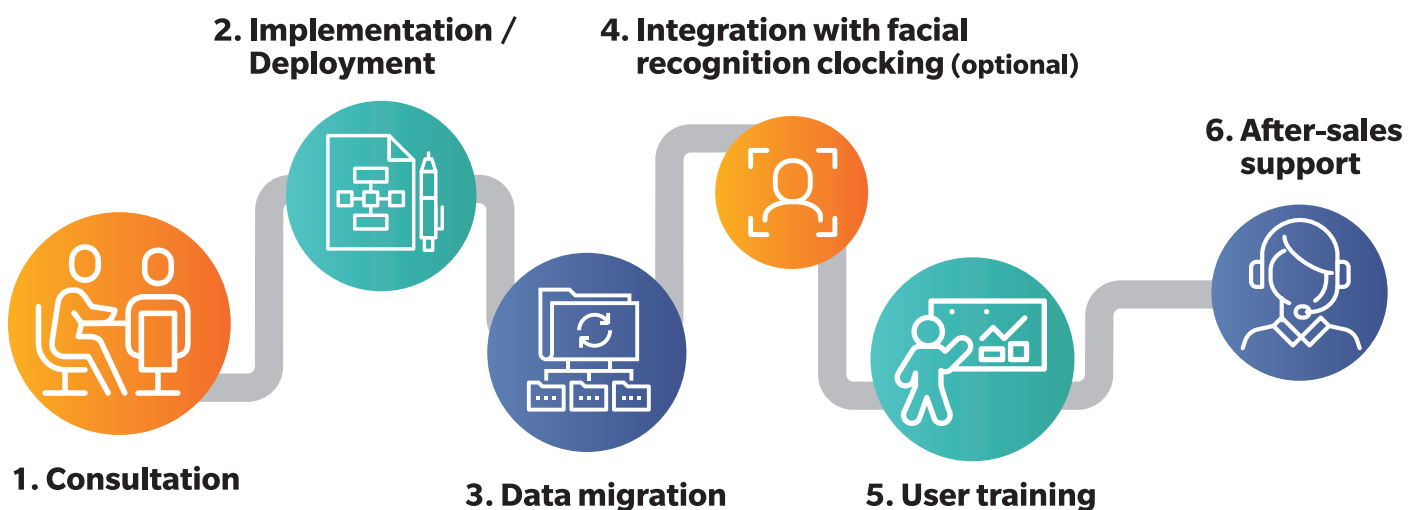 1. Consultation
2. Implementation /
Deployment
3. Data migration
4. Integration with facial
recognition clocking (optional)
5. User training
6. After-sales
support